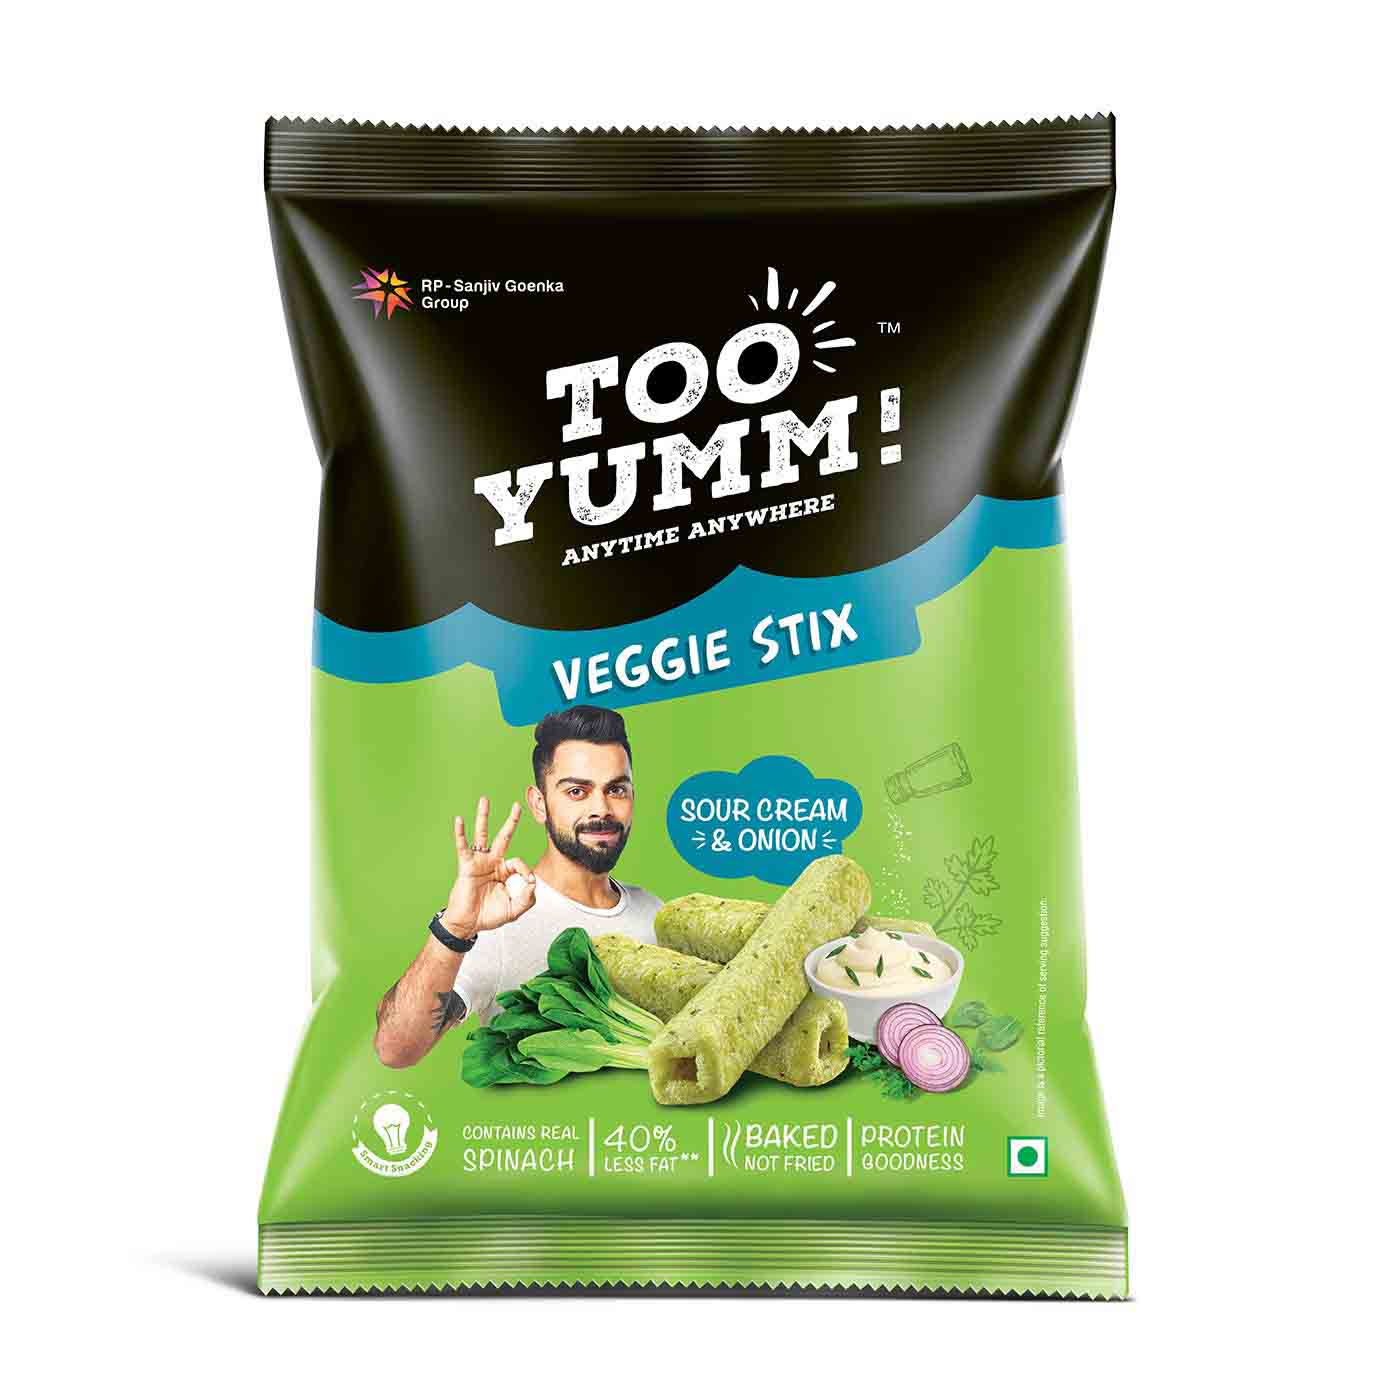 RP-Sanjiv Goenka
Group
TOO
YUMM!
TM
ANYTIME ANYWHERE
VEGGIE STIX
SOUR CREAM
& ONION
Image is a pictorial reference of serving suggestion.
Smart Snacking
CONTAINS REAL
SPINACH
40%
LESS FAT**
BAKED
NOT FRIED
PROTEIN
GOODNESS